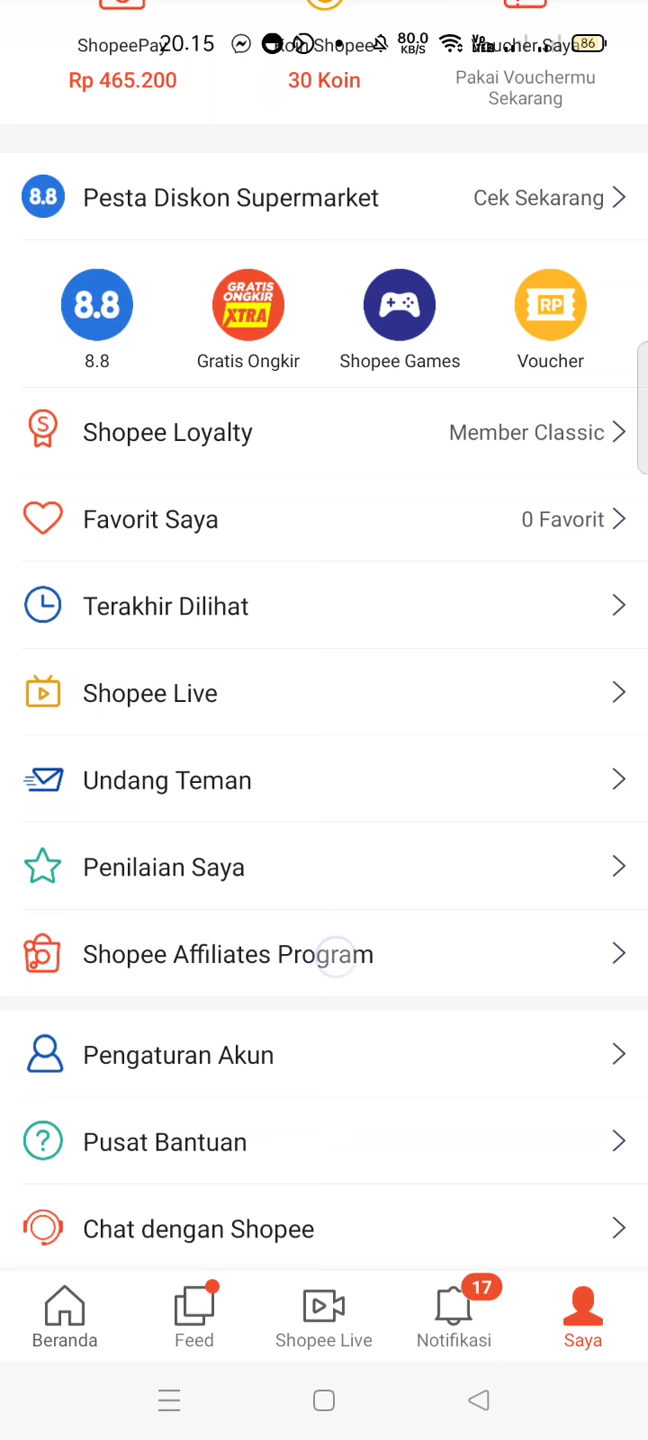 20.15
80.0
KB/S
86
ShopeePay
Koin Shopee
Voucher Saya
Rp 465.200
30 Koin
Pakai Vouchermu
Sekarang
8.8
Pesta Diskon Supermarket
Cek Sekarang
8.8
GRATIS
ONGKIR
XTRA
RP
8.8
Gratis Ongkir
Shopee Games
Voucher
Shopee Loyalty
Member Classic
Favorit Saya
0 Favorit
Terakhir Dilihat
Shopee Live
Undang Teman
Penilaian Saya
Shopee Affiliates Program
Pengaturan Akun
Pusat Bantuan
Chat dengan Shopee
17
Beranda
Feed
Shopee Live
Notifikasi
Saya